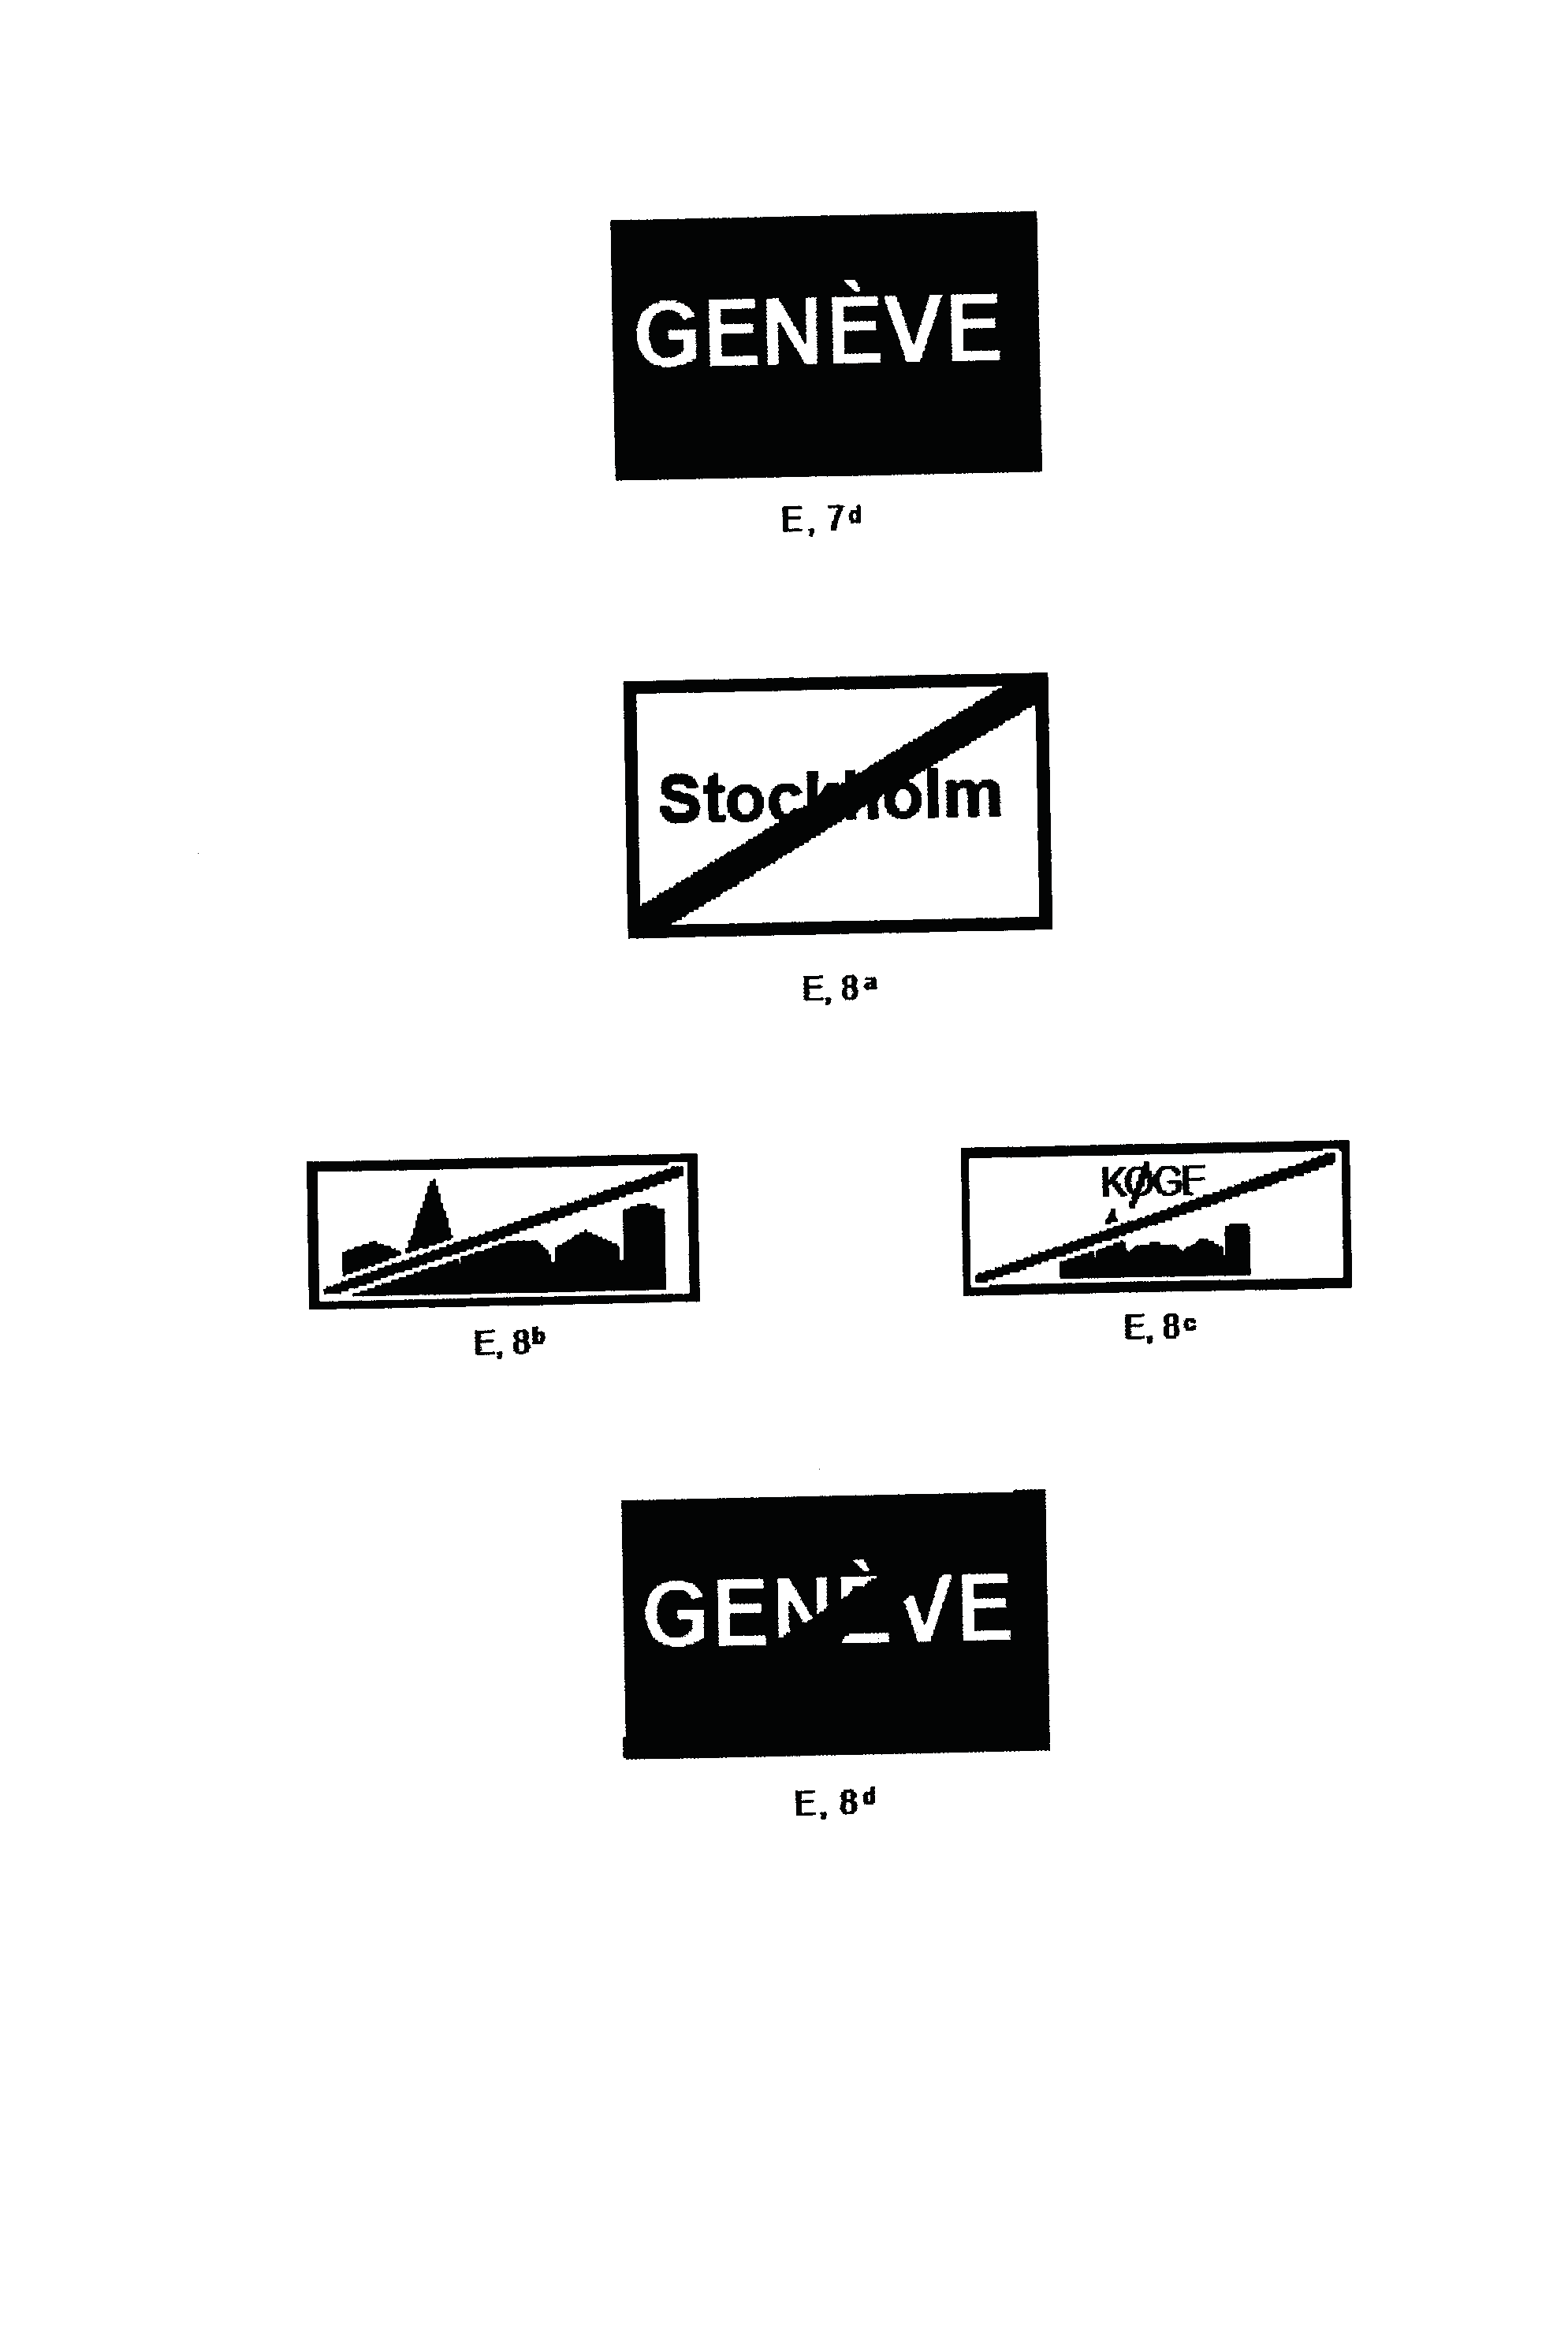 GENÈVE
E, 7ᵈ
Stockholm
E, 8ᵃ
KØGE
E, 8ᵇ
E, 8ᶜ
GENÈVE
E, 8ᵈ